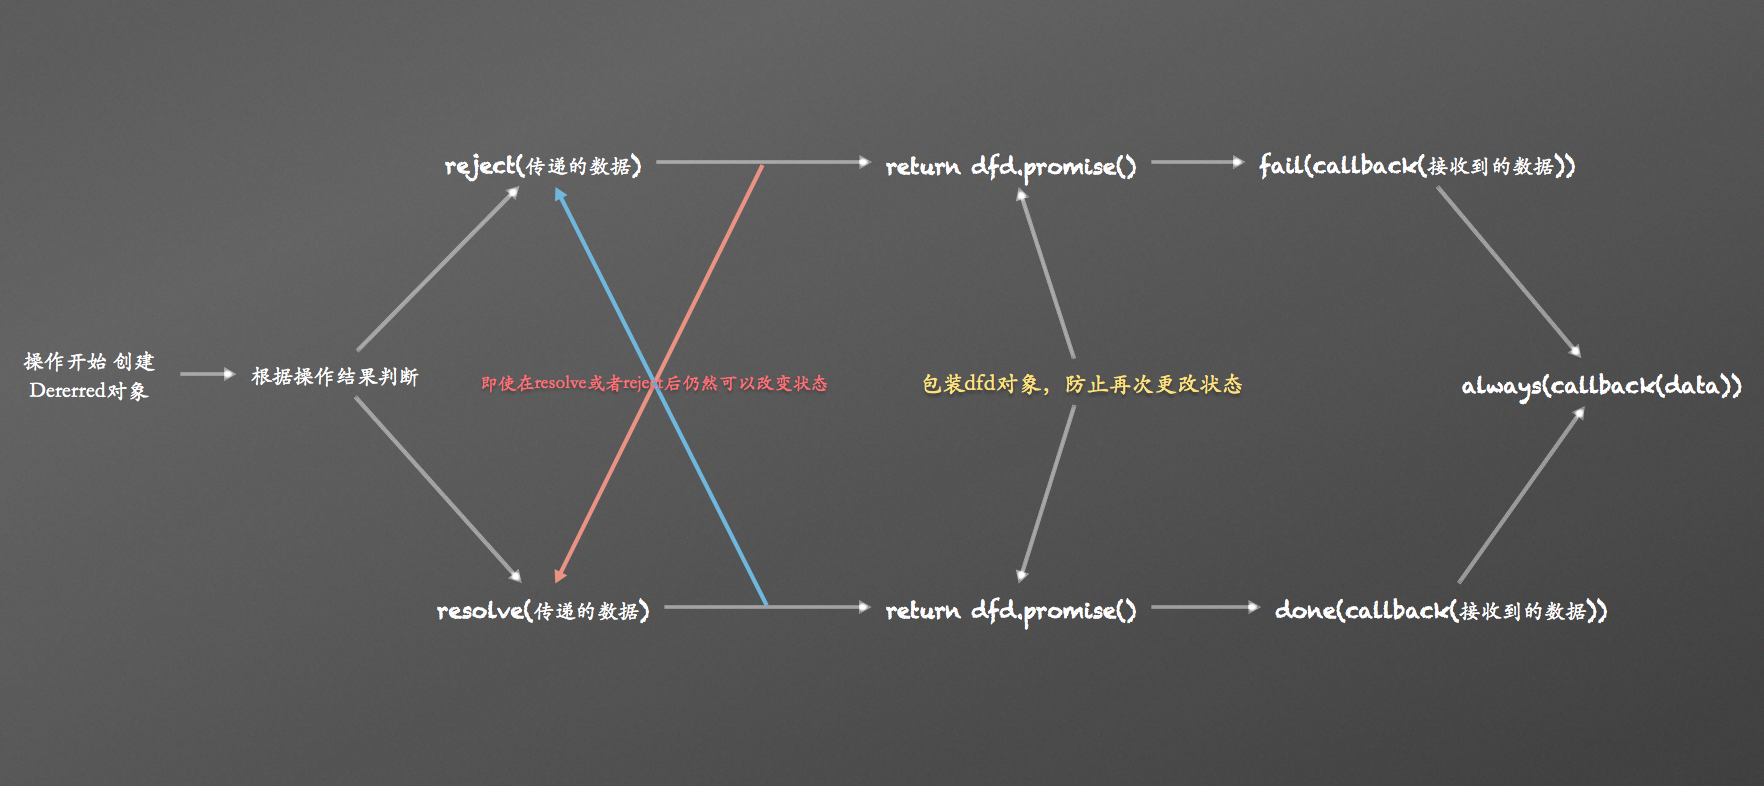 reject(传递的数据)
return dfd.promise()
fail(callback(接收到的数据))
操作开始 创建
Dererred对象
根据操作结果判断
即使在resolve或者reject后仍然可以改变状态
包装dfd对象，防止再次更改状态
always(callback(data))
resolve(传递的数据)
return dfd.promise()
done(callback(接收到的数据))